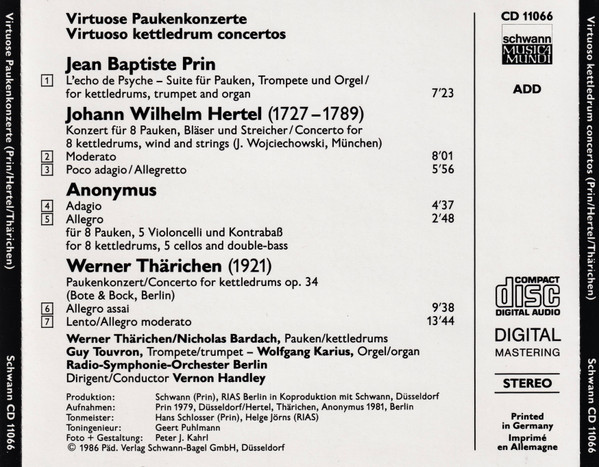 Virtuose Paukenkonzerte (Prin/Hertel/Thärichen)
Schwann CD 11066
Virtuose Paukenkonzerte
Virtuoso kettledrum concertos
Jean Baptiste Prin
1 L'echo de Psyche – Suite für Pauken, Trompete und Orgel/
for kettledrums, trumpet and organ 7'23
Johann Wilhelm Hertel (1727–1789)
Konzert für 8 Pauken, Bläser und Streicher/Concerto for
8 kettledrums, wind and strings (J. Wojciechowski, München)
2 Moderato 8'01
3 Poco adagio/Allegretto 5'56
Anonymus
4 Adagio 4'37
5 Allegro 2'48
für 8 Pauken, 5 Violoncelli und Kontrabaß
for 8 kettledrums, 5 cellos and double-bass
Werner Thärichen (1921)
Paukenkonzert/Concerto for kettledrums op. 34
(Bote & Bock, Berlin)
6 Allegro assai 9'38
7 Lento/Allegro moderato 13'44
Werner Thärichen/Nicholas Bardach, Pauken/kettledrums
Guy Touvron, Trompete/trumpet – Wolfgang Karius, Orgel/organ
Radio-Symphonie-Orchester Berlin
Dirigent/Conductor Vernon Handley
Produktion: Schwann (Prin), RIAS Berlin in Koproduktion mit Schwann, Düsseldorf
Aufnahmen: Prin 1979, Düsseldorf/Hertel, Thärichen, Anonymus 1981, Berlin
Tonmeister: Hans Schlosser (Prin), Helge Jörns (RIAS)
Toningenieur: Geert Puhlmann
Foto + Gestaltung: Peter J. Kahrl
© 1986 Päd. Verlag Schwann-Bagel GmbH, Düsseldorf
CD 11066
schwann
MUSICA
MUNDI
ADD
COMPACT
disc
DIGITAL AUDIO
DIGITAL
MASTERING
STEREO
Printed
in Germany
Imprimé
en Allemagne
Virtuoso kettledrum concertos (Prin/Hertel/Thärichen)
Schwann CD 11066